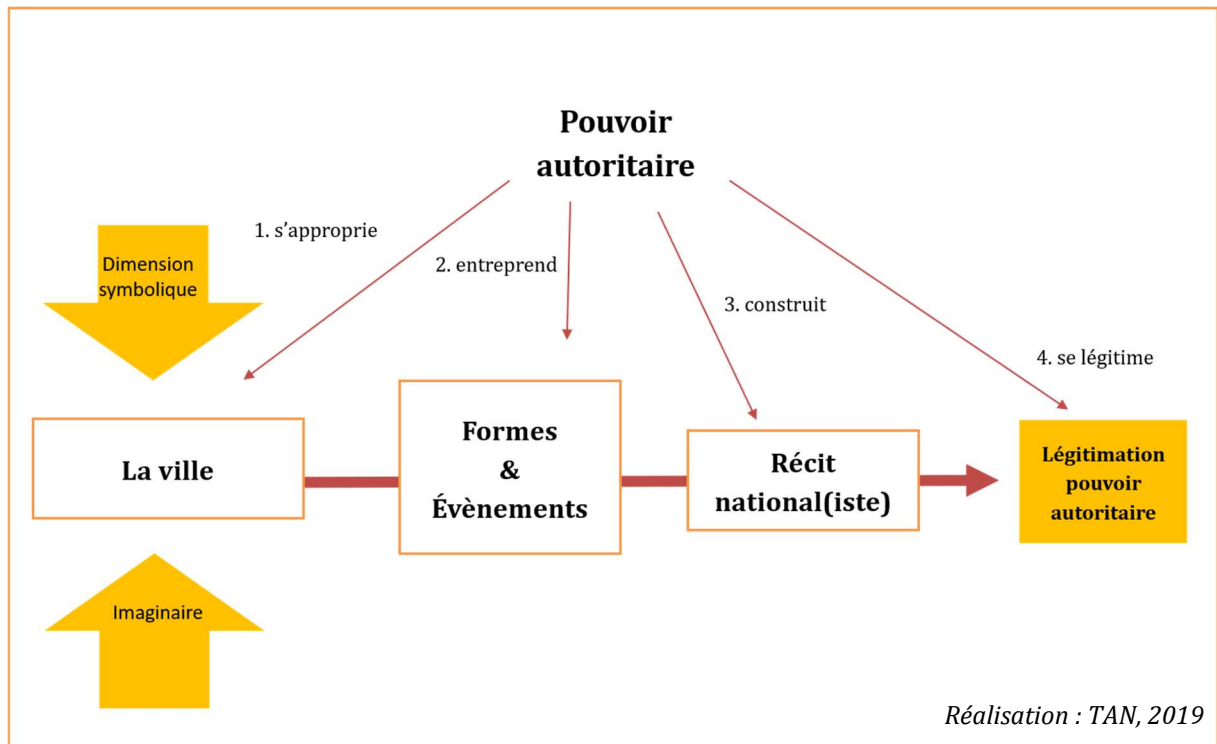 Pouvoir
autoritaire
1. s’approprie
2. entreprend
3. construit
4. se légitime
Dimension
symbolique
La ville
Formes
&
Évènements
Récit
national(iste)
Légitimation
pouvoir
autoritaire
Imaginaire
Réalisation : TAN, 2019